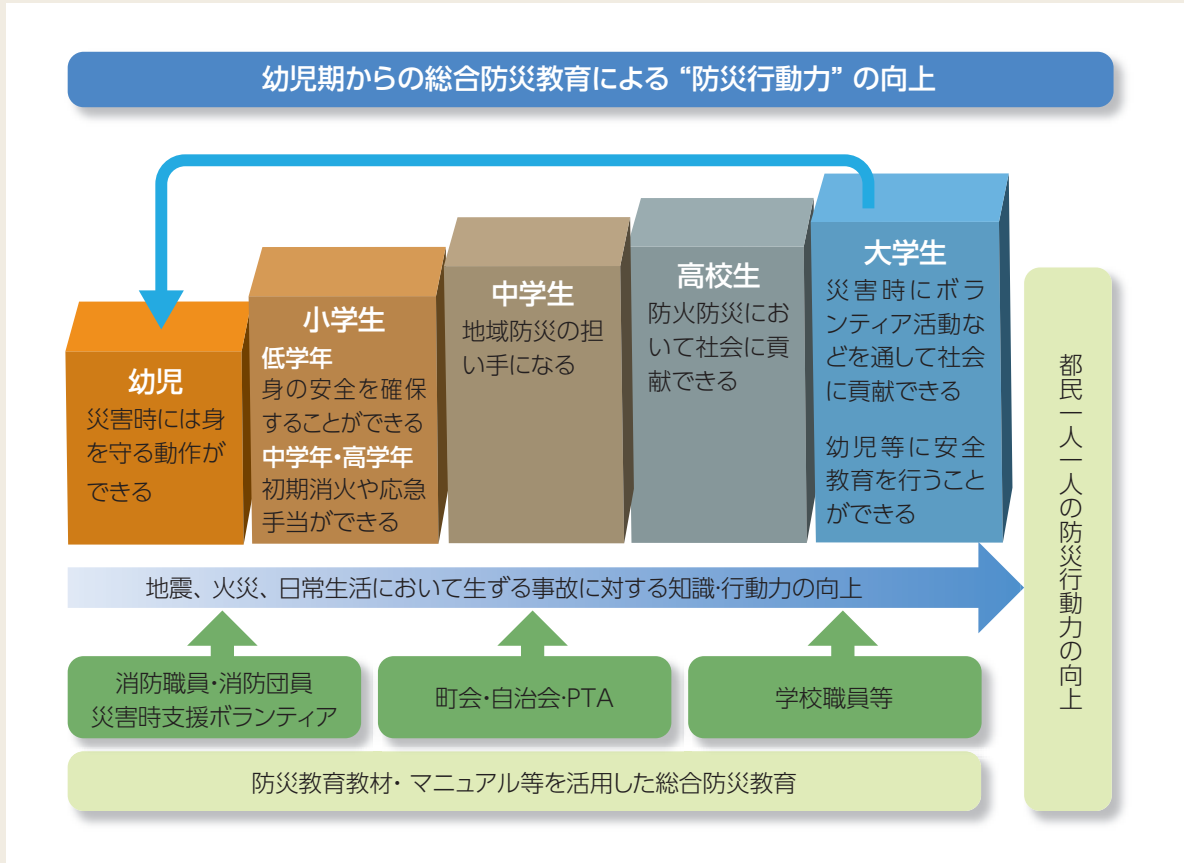 幼児期からの総合防災教育による “防災行動力” の向上
幼児
災害時には身
を守る動作が
できる
小学生
低学年
身の安全を確保
することができる
中学年・高学年
初期消火や応急
手当ができる
中学生
地域防災の担
い手になる
高校生
防火防災にお
いて社会に貢
献できる
大学生
災害時にボラ
ンティア活動な
どを通して社会
に貢献できる
幼児等に安全
教育を行うこと
ができる
地震、火災、日常生活において生ずる事故に対する知識・行動力の向上
消防職員・消防団員
災害時支援ボランティア
町会・自治会・PTA
学校職員等
防災教育教材・マニュアル等を活用した総合防災教育
都民一人一人の防災行動力の向上